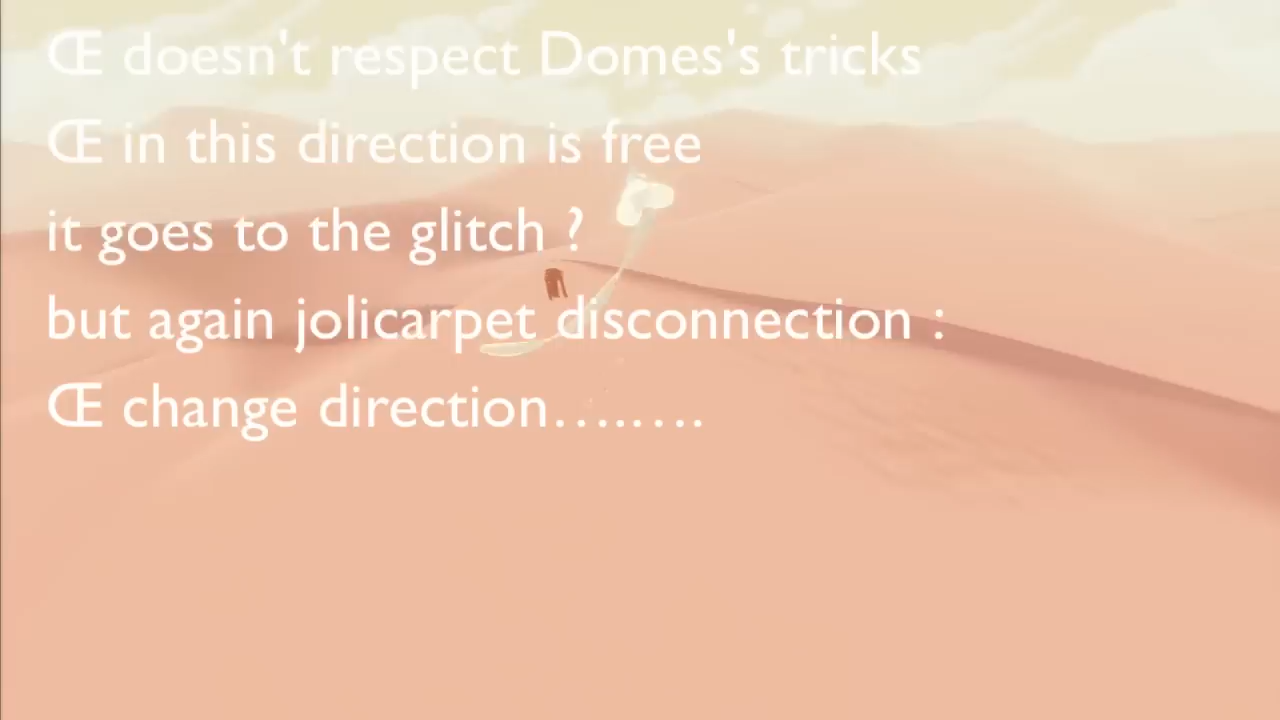 Œ doesn't respect Domes's tricks
Œ in this direction is free
it goes to the glitch ?
but again jolicarpet disconnection :
Œ change direction……..